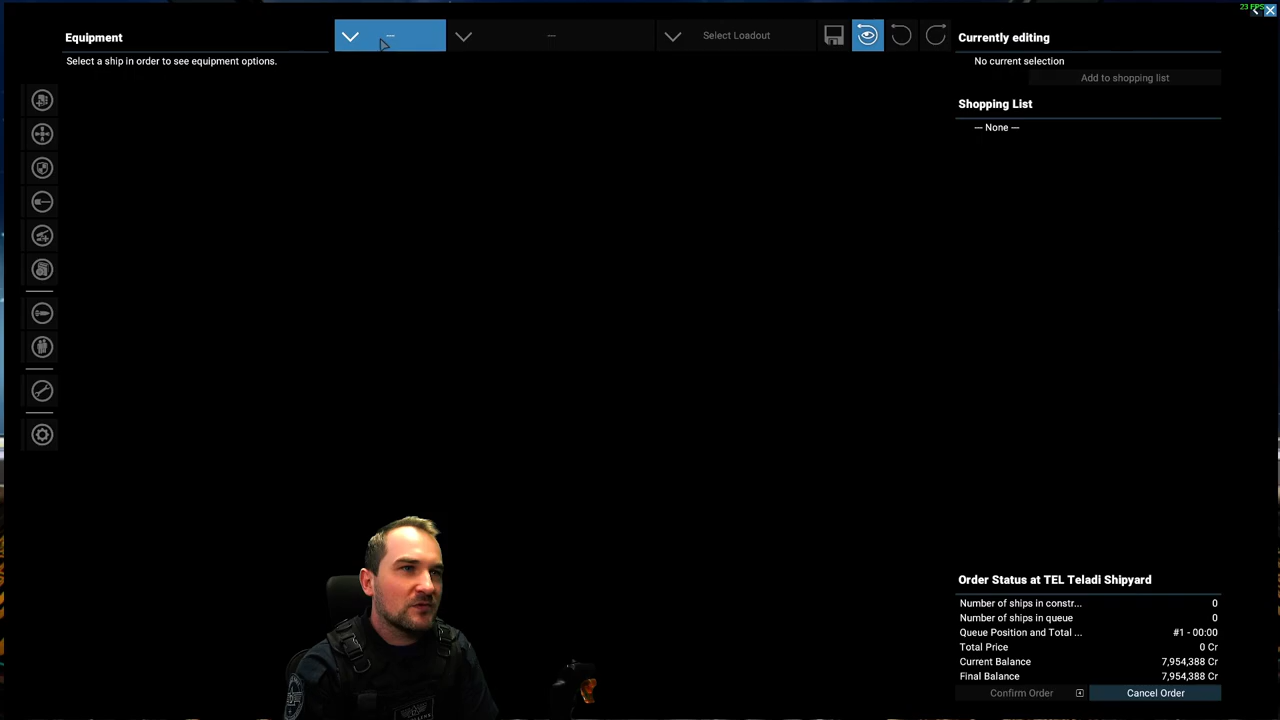 23 FPS
Equipment
Select a ship in order to see equipment options.
---
---
Select Loadout
Currently editing
No current selection
Add to shopping list
Shopping List
--- None ---
Order Status at TEL Teladi Shipyard
Number of ships in constr... 0
Number of ships in queue 0
Queue Position and Total ... #1 - 00:00
Total Price 0 Cr
Current Balance 7,954,388 Cr
Final Balance 7,954,388 Cr
Confirm Order
Cancel Order